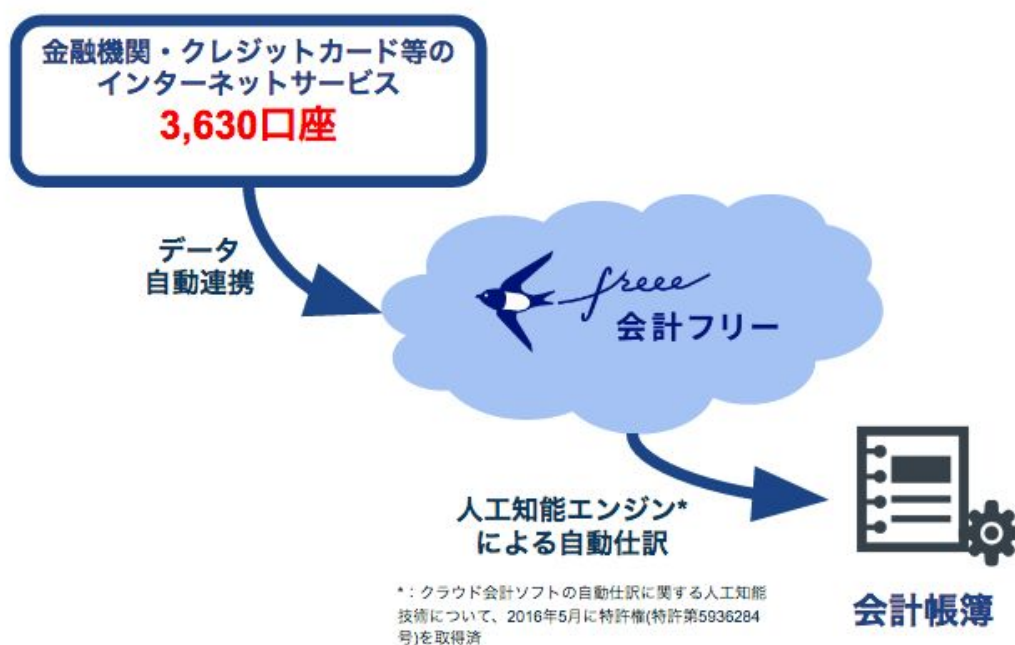 金融機関・クレジットカード等の
インターネットサービス
3,630口座
データ
自動連携
freee
会計フリー
人工知能エンジン*
による自動仕訳
*：クラウド会計ソフトの自動仕訳に関する人工知能
技術について、2016年5月に特許権(特許第5936284
号)を取得済
会計帳簿